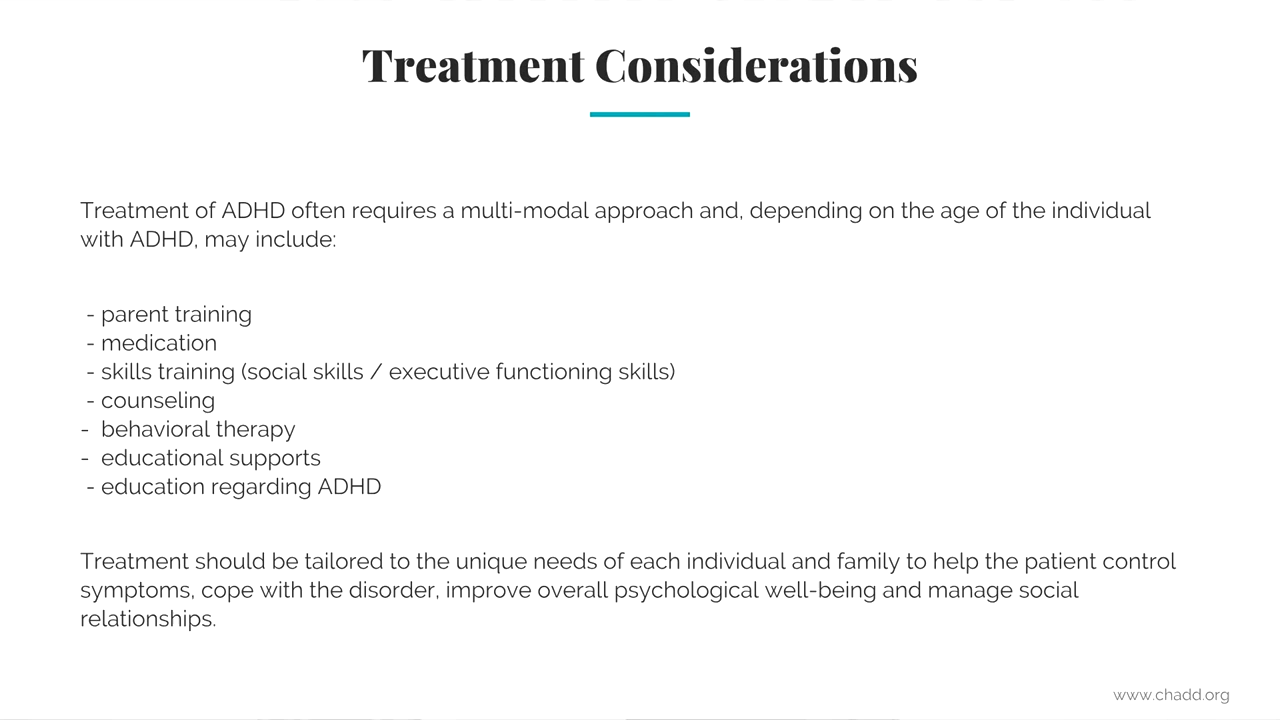 Treatment Considerations
Treatment of ADHD often requires a multi-modal approach and, depending on the age of the individual
with ADHD, may include:
- parent training
- medication
- skills training (social skills / executive functioning skills)
- counseling
- behavioral therapy
- educational supports
- education regarding ADHD
Treatment should be tailored to the unique needs of each individual and family to help the patient control
symptoms, cope with the disorder, improve overall psychological well-being and manage social
relationships.
www.chadd.org